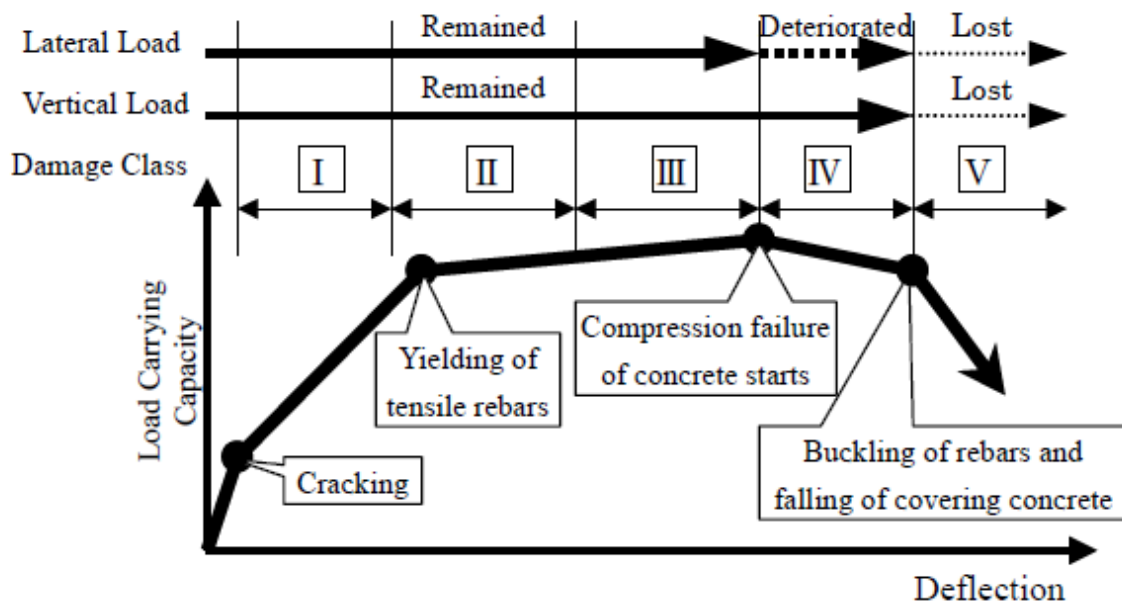 Lateral Load
Remained
Deteriorated
Lost
Vertical Load
Remained
Lost
Damage Class
I
II
III
IV
V
Load Carrying
Capacity
Cracking
Yielding of
tensile rebars
Compression failure
of concrete starts
Buckling of rebars and
falling of covering concrete
Deflection